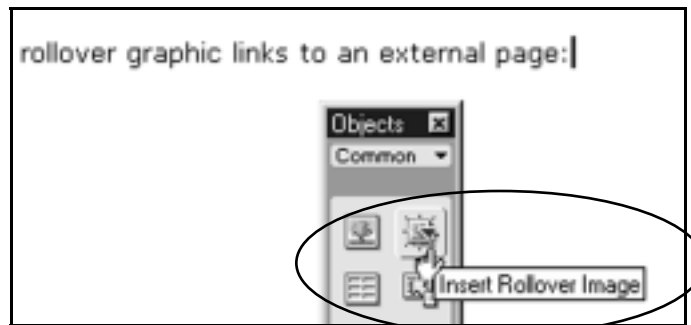 rollover graphic links to an external page:
Objects
Common
Insert Rollover Image